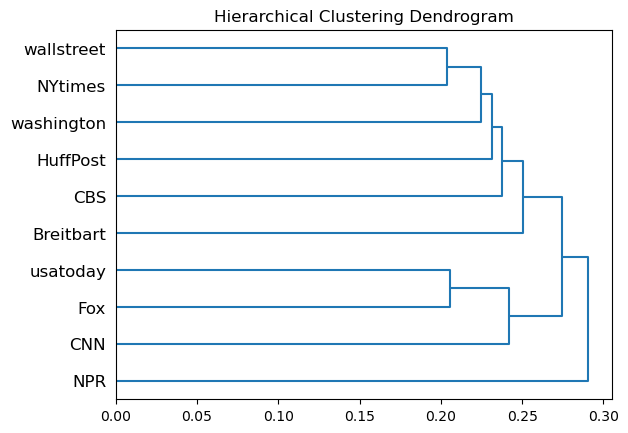 Hierarchical Clustering Dendrogram
wallstreet
NYtimes
washington
HuffPost
CBS
Breitbart
usatoday
Fox
CNN
NPR
0.00 0.05 0.10 0.15 0.20 0.25 0.30